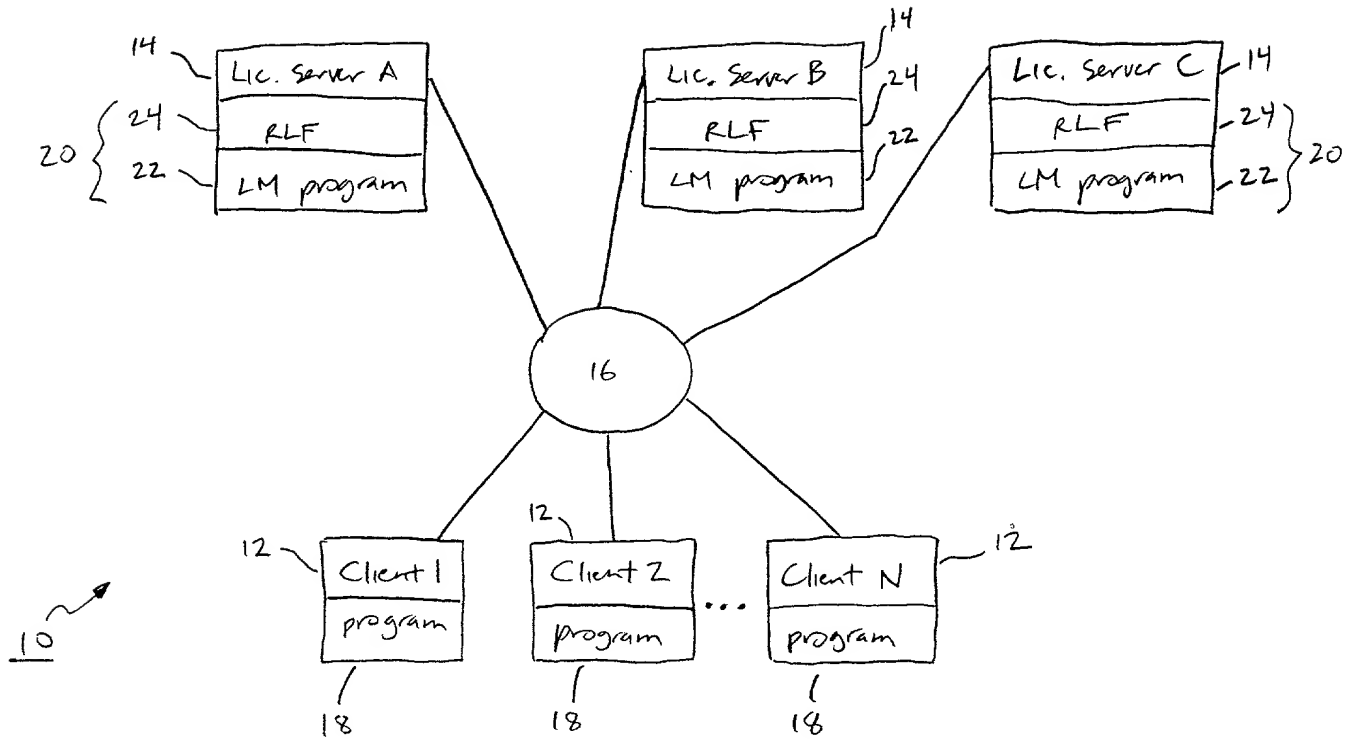 14
Lic. Server A
24
RLF
20
22
LM program
14
Lic. Server B
24
RLF
22
LM program
14
Lic. Server C
24
RLF
20
22
LM program
16
12
Client 1
program
18
12
Client 2
program
18
...
12
Client N
program
18
10